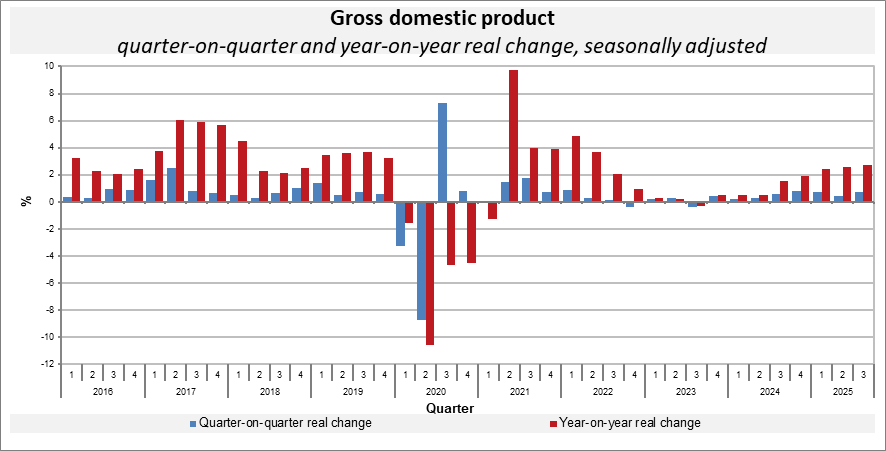 Gross domestic product
quarter-on-quarter and year-on-year real change, seasonally adjusted
10
8
6
4
2
0
-2
-4
-6
-8
-10
-12
%
1 2 3 4 1 2 3 4 1 2 3 4 1 2 3 4 1 2 3 4 1 2 3 4 1 2 3 4 1 2 3 4 1 2 3 4 1 2 3
2016 2017 2018 2019 2020 2021 2022 2023 2024 2025
Quarter
Quarter-on-quarter real change Year-on-year real change